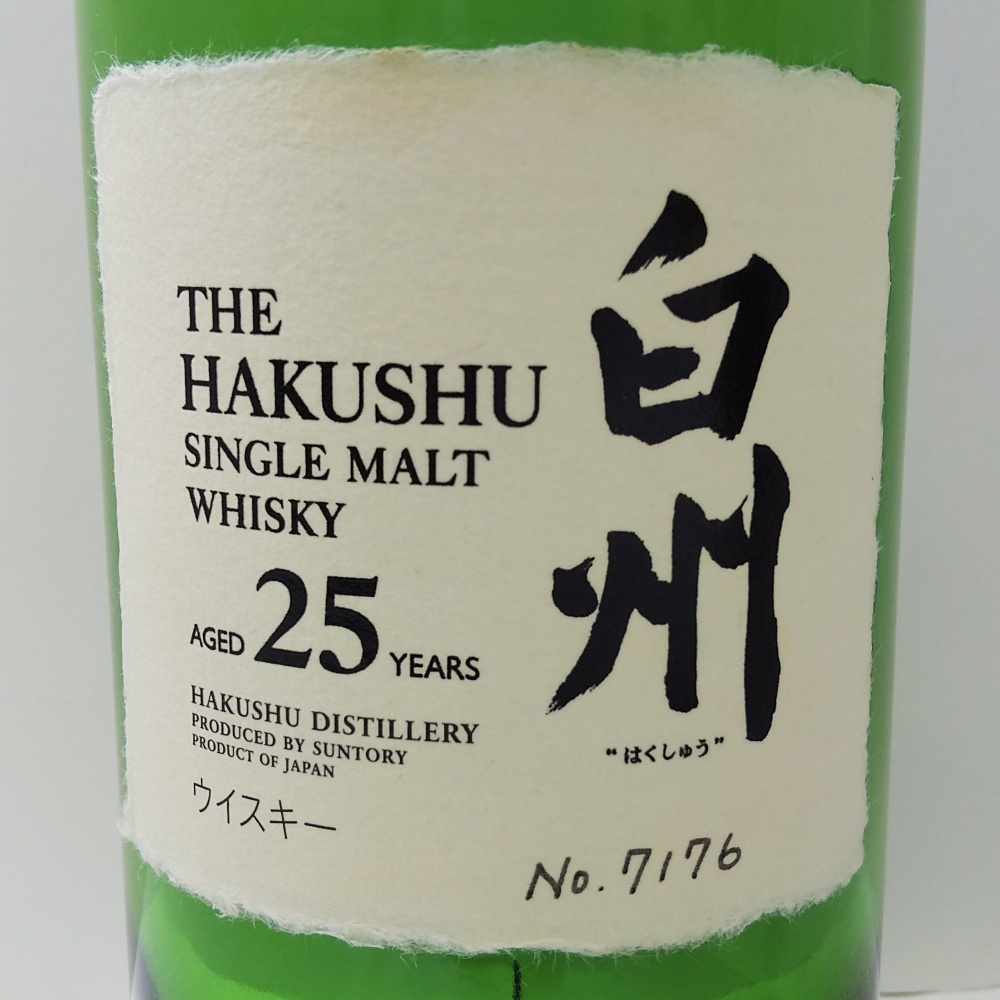 THE
HAKUSHU
SINGLE MALT
WHISKY
AGED 25 YEARS
HAKUSHU DISTILLERY
PRODUCED BY SUNTORY
PRODUCT OF JAPAN
ウイスキー
白州
“はくしゅう”
No. 7176